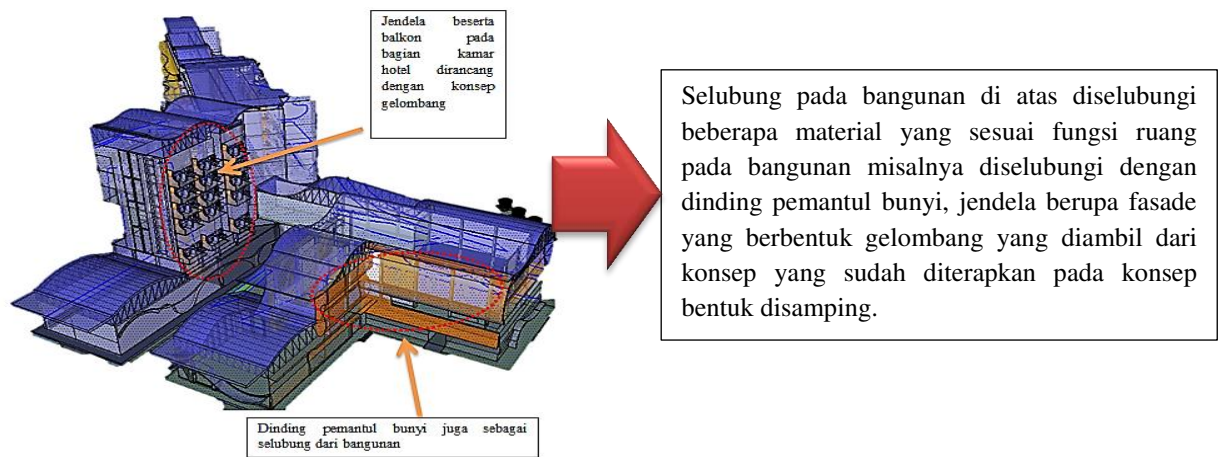 Jendela beserta
balkon pada
bagian kamar
hotel dirancang
dengan konsep
gelombang
Selubung pada bangunan di atas diselubungi
beberapa material yang sesuai fungsi ruang
pada bangunan misalnya diselubungi dengan
dinding pemantul bunyi, jendela berupa fasade
yang berbentuk gelombang yang diambil dari
konsep yang sudah diterapkan pada konsep
bentuk disamping.
Dinding pemantul bunyi juga sebagai
selubung dari bangunan